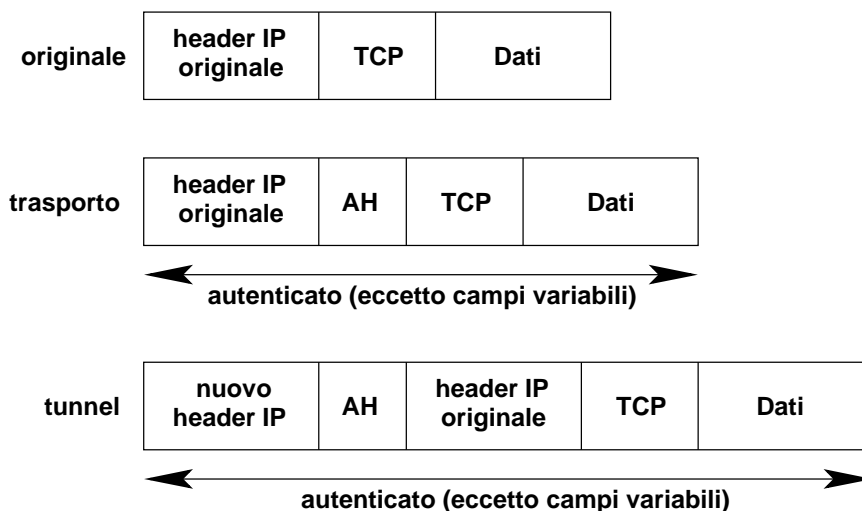 originale
header IP
originale
TCP
Dati
trasporto
header IP
originale
AH
TCP
Dati
autenticato (eccetto campi variabili)
tunnel
nuovo
header IP
AH
header IP
originale
TCP
Dati
autenticato (eccetto campi variabili)